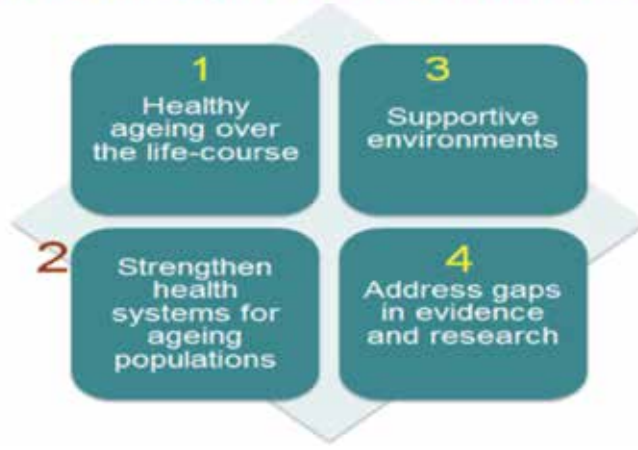 1
Healthy
ageing over
the life-course
2
Strengthen
health
systems for
ageing
populations
3
Supportive
environments
4
Address gaps
in evidence
and research